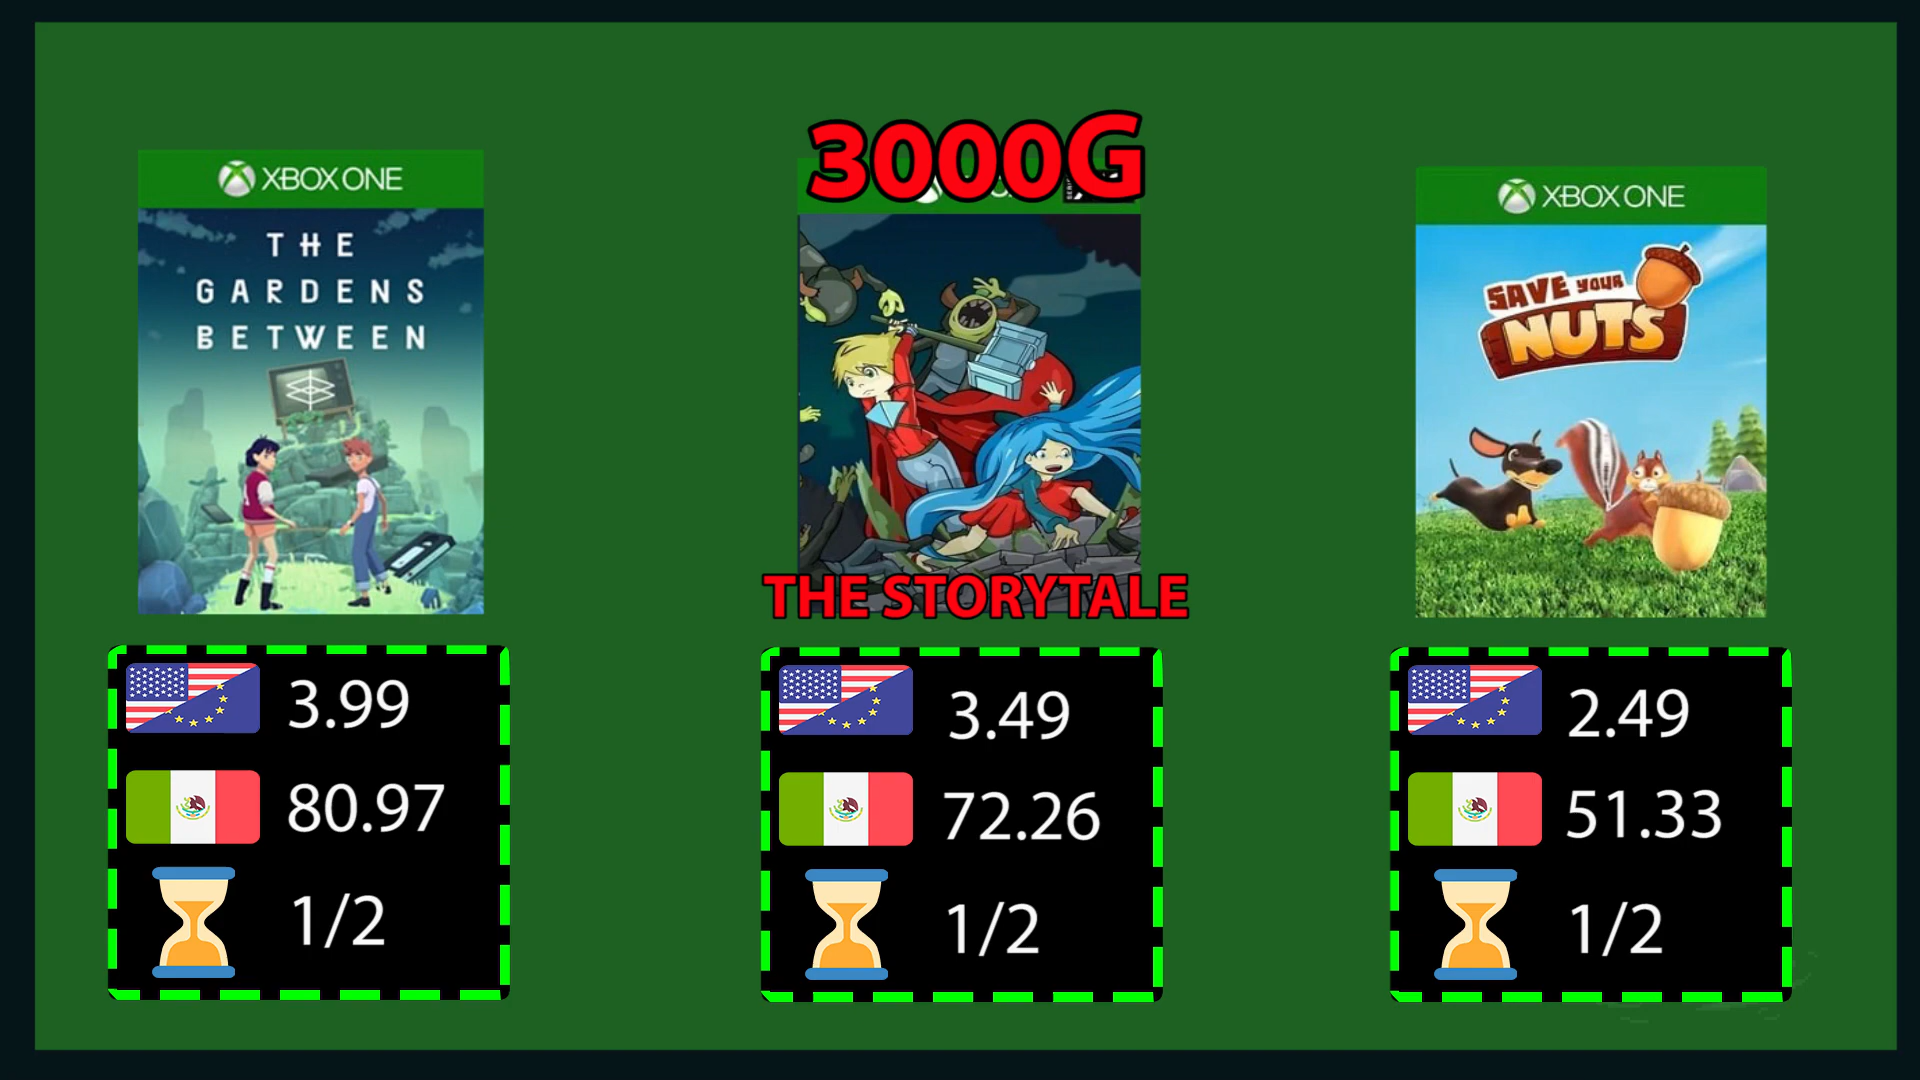 XBOX ONE
THE
GARDENS
BETWEEN
3.99
80.97
1/2
3000G
THE STORYTALE
3.49
72.26
1/2
XBOX ONE
SAVE YOUR
NUTS
2.49
51.33
1/2